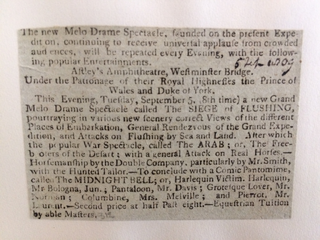 The new Melo Drame Spectacle, founded on the present Expe-
dition, continuing to receive univerſal applauſe from crowded
audiences, will be repeated every Evening, with the follow-
ing popular Entertainments.
Aſtley's Amphitheatre, Weſtminſter Bridge.
Under the Patronage of their Royal Highneſſes the Prince of
Wales and Duke of York.
This Evening, Tueſday, September 5, (8th time) a new Grand
Melo Drame Spectacle called The SIEGE of FLUSHING,
pourtraying in various new ſcenery correct Views of the different
Places of Embarkation, General Rendezvous of the Grand Expe-
dition, and Attacks on Fluſhing by Sea and Land. After which
the popular War Spectacle, called The ARAB; or, The Free-
booters of the Deſart; with a general Attack on Real Horſes.—
Horſemanſhip by the Double Company, particularly by Mr. Smith,
with the Hunted Tailor.—To conclude with a Comic Pantomime,
called The MIDNIGHT BELL; or, Harlequin Victim. Harlequin,
Mr Bologna, Jun.; Pantaloon, Mr. Davis; Groteſque Lover, Mr.
Norman; Columbine, Mrs. Melville; and Pierrot, Mr.
Laurent.—Second price at half Paſt eight.—Equeſtrian Tuition
by able Maſters.